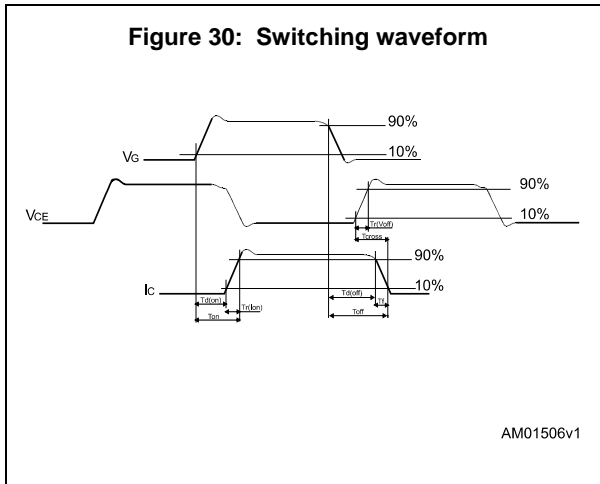 Figure 30: Switching waveform
90%
VG
10%
90%
VCE
10%
Tr(Voff)
Tcross
90%
IC
10%
Td(on)
Td(off)
Tf
Tr(Ion)
Ton
Toff
AM01506v1